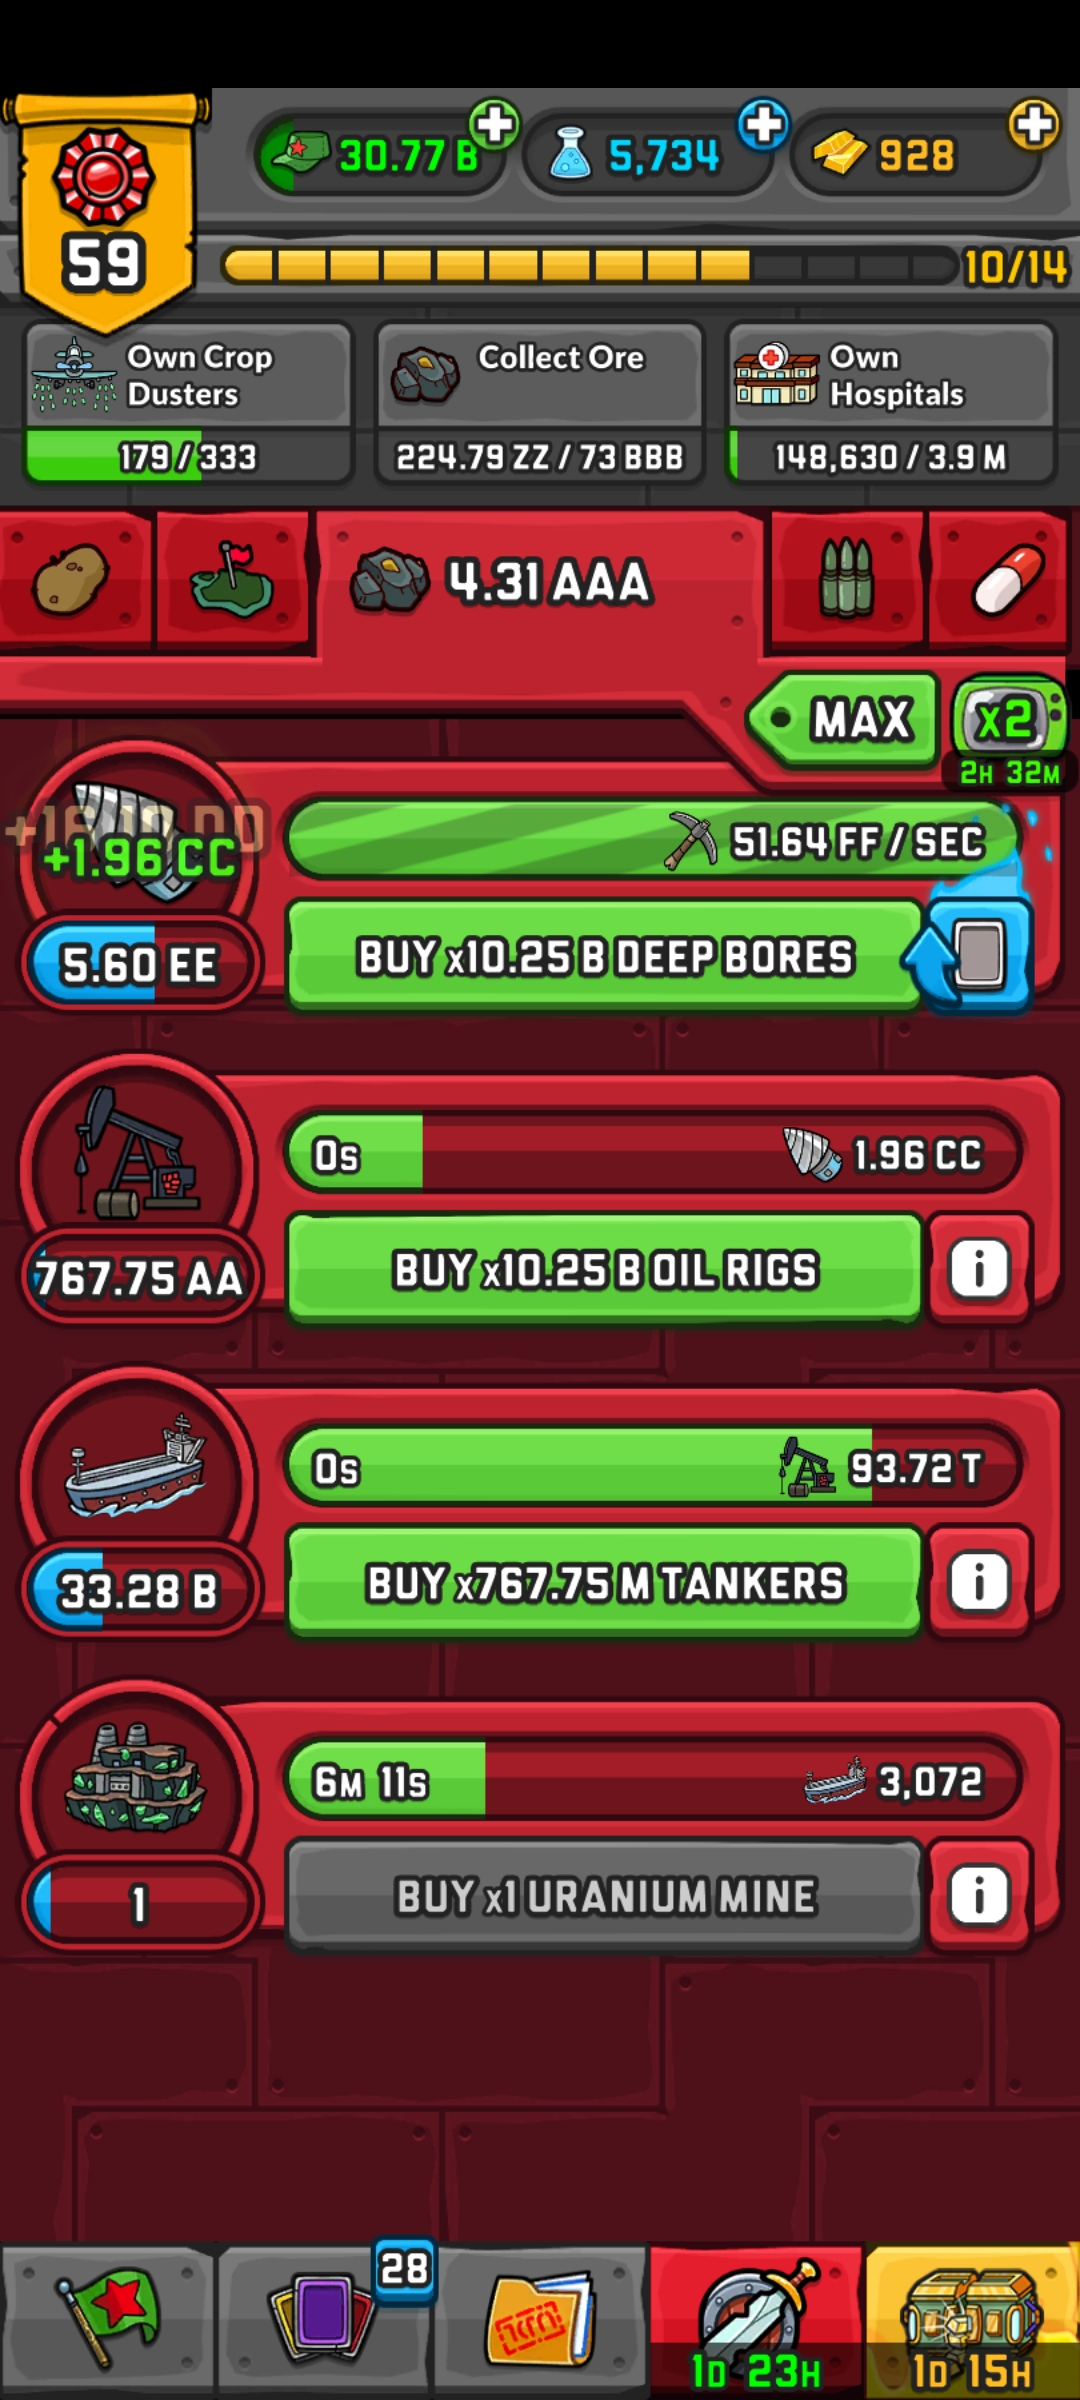 30.77 B
5,734
928
59
10/14
Own Crop
Dusters
Collect Ore
Own
Hospitals
179 / 333
224.79 ZZ / 73 BBB
148,630 / 3.9 M
4.31 AAA
MAX
x2
2H 32M
+1.96 CC
51.64 FF / SEC
5.60 EE
BUY x10.25 B DEEP BORES
0s
1.96 CC
767.75 AA
BUY x10.25 B OIL RIGS
i
0s
93.72 T
33.28 B
BUY x767.75 M TANKERS
i
6M 11s
3,072
1
BUY x1 URANIUM MINE
i
28
1D 23H
1D 15H